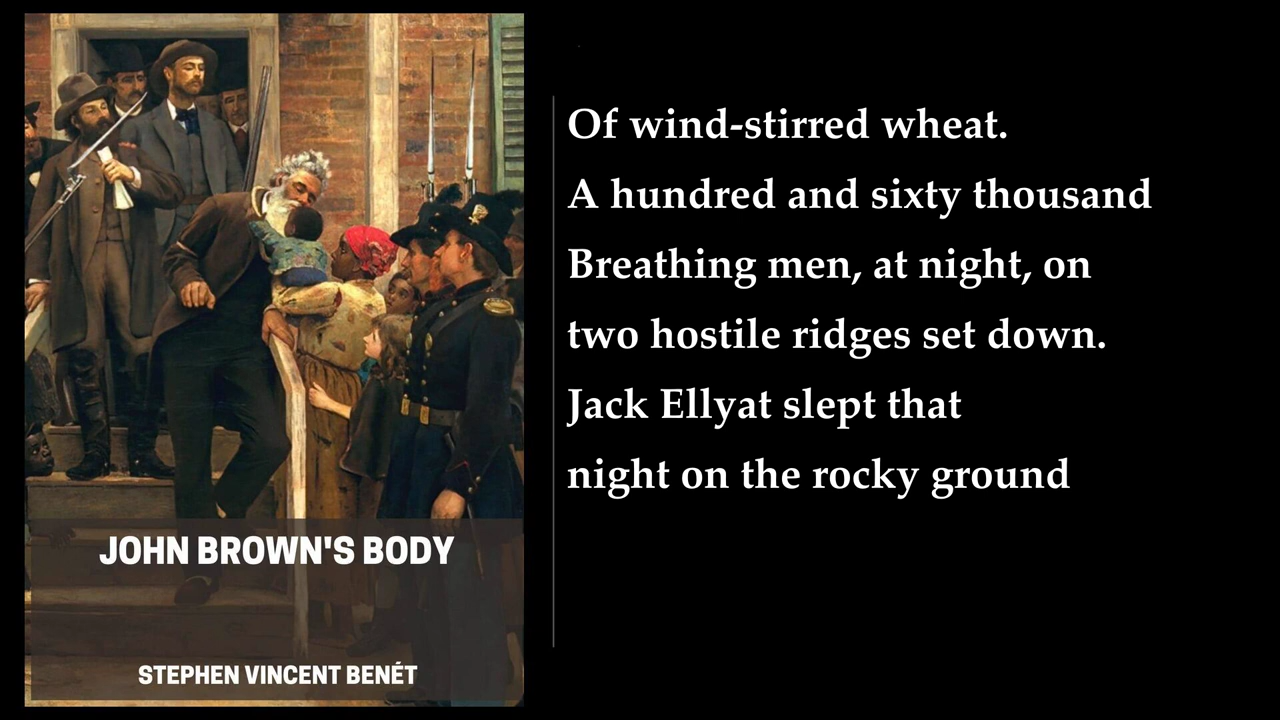 JOHN BROWN'S BODY
STEPHEN VINCENT BENÉT
Of wind-stirred wheat.
A hundred and sixty thousand
Breathing men, at night, on
two hostile ridges set down.
Jack Ellyat slept that
night on the rocky ground